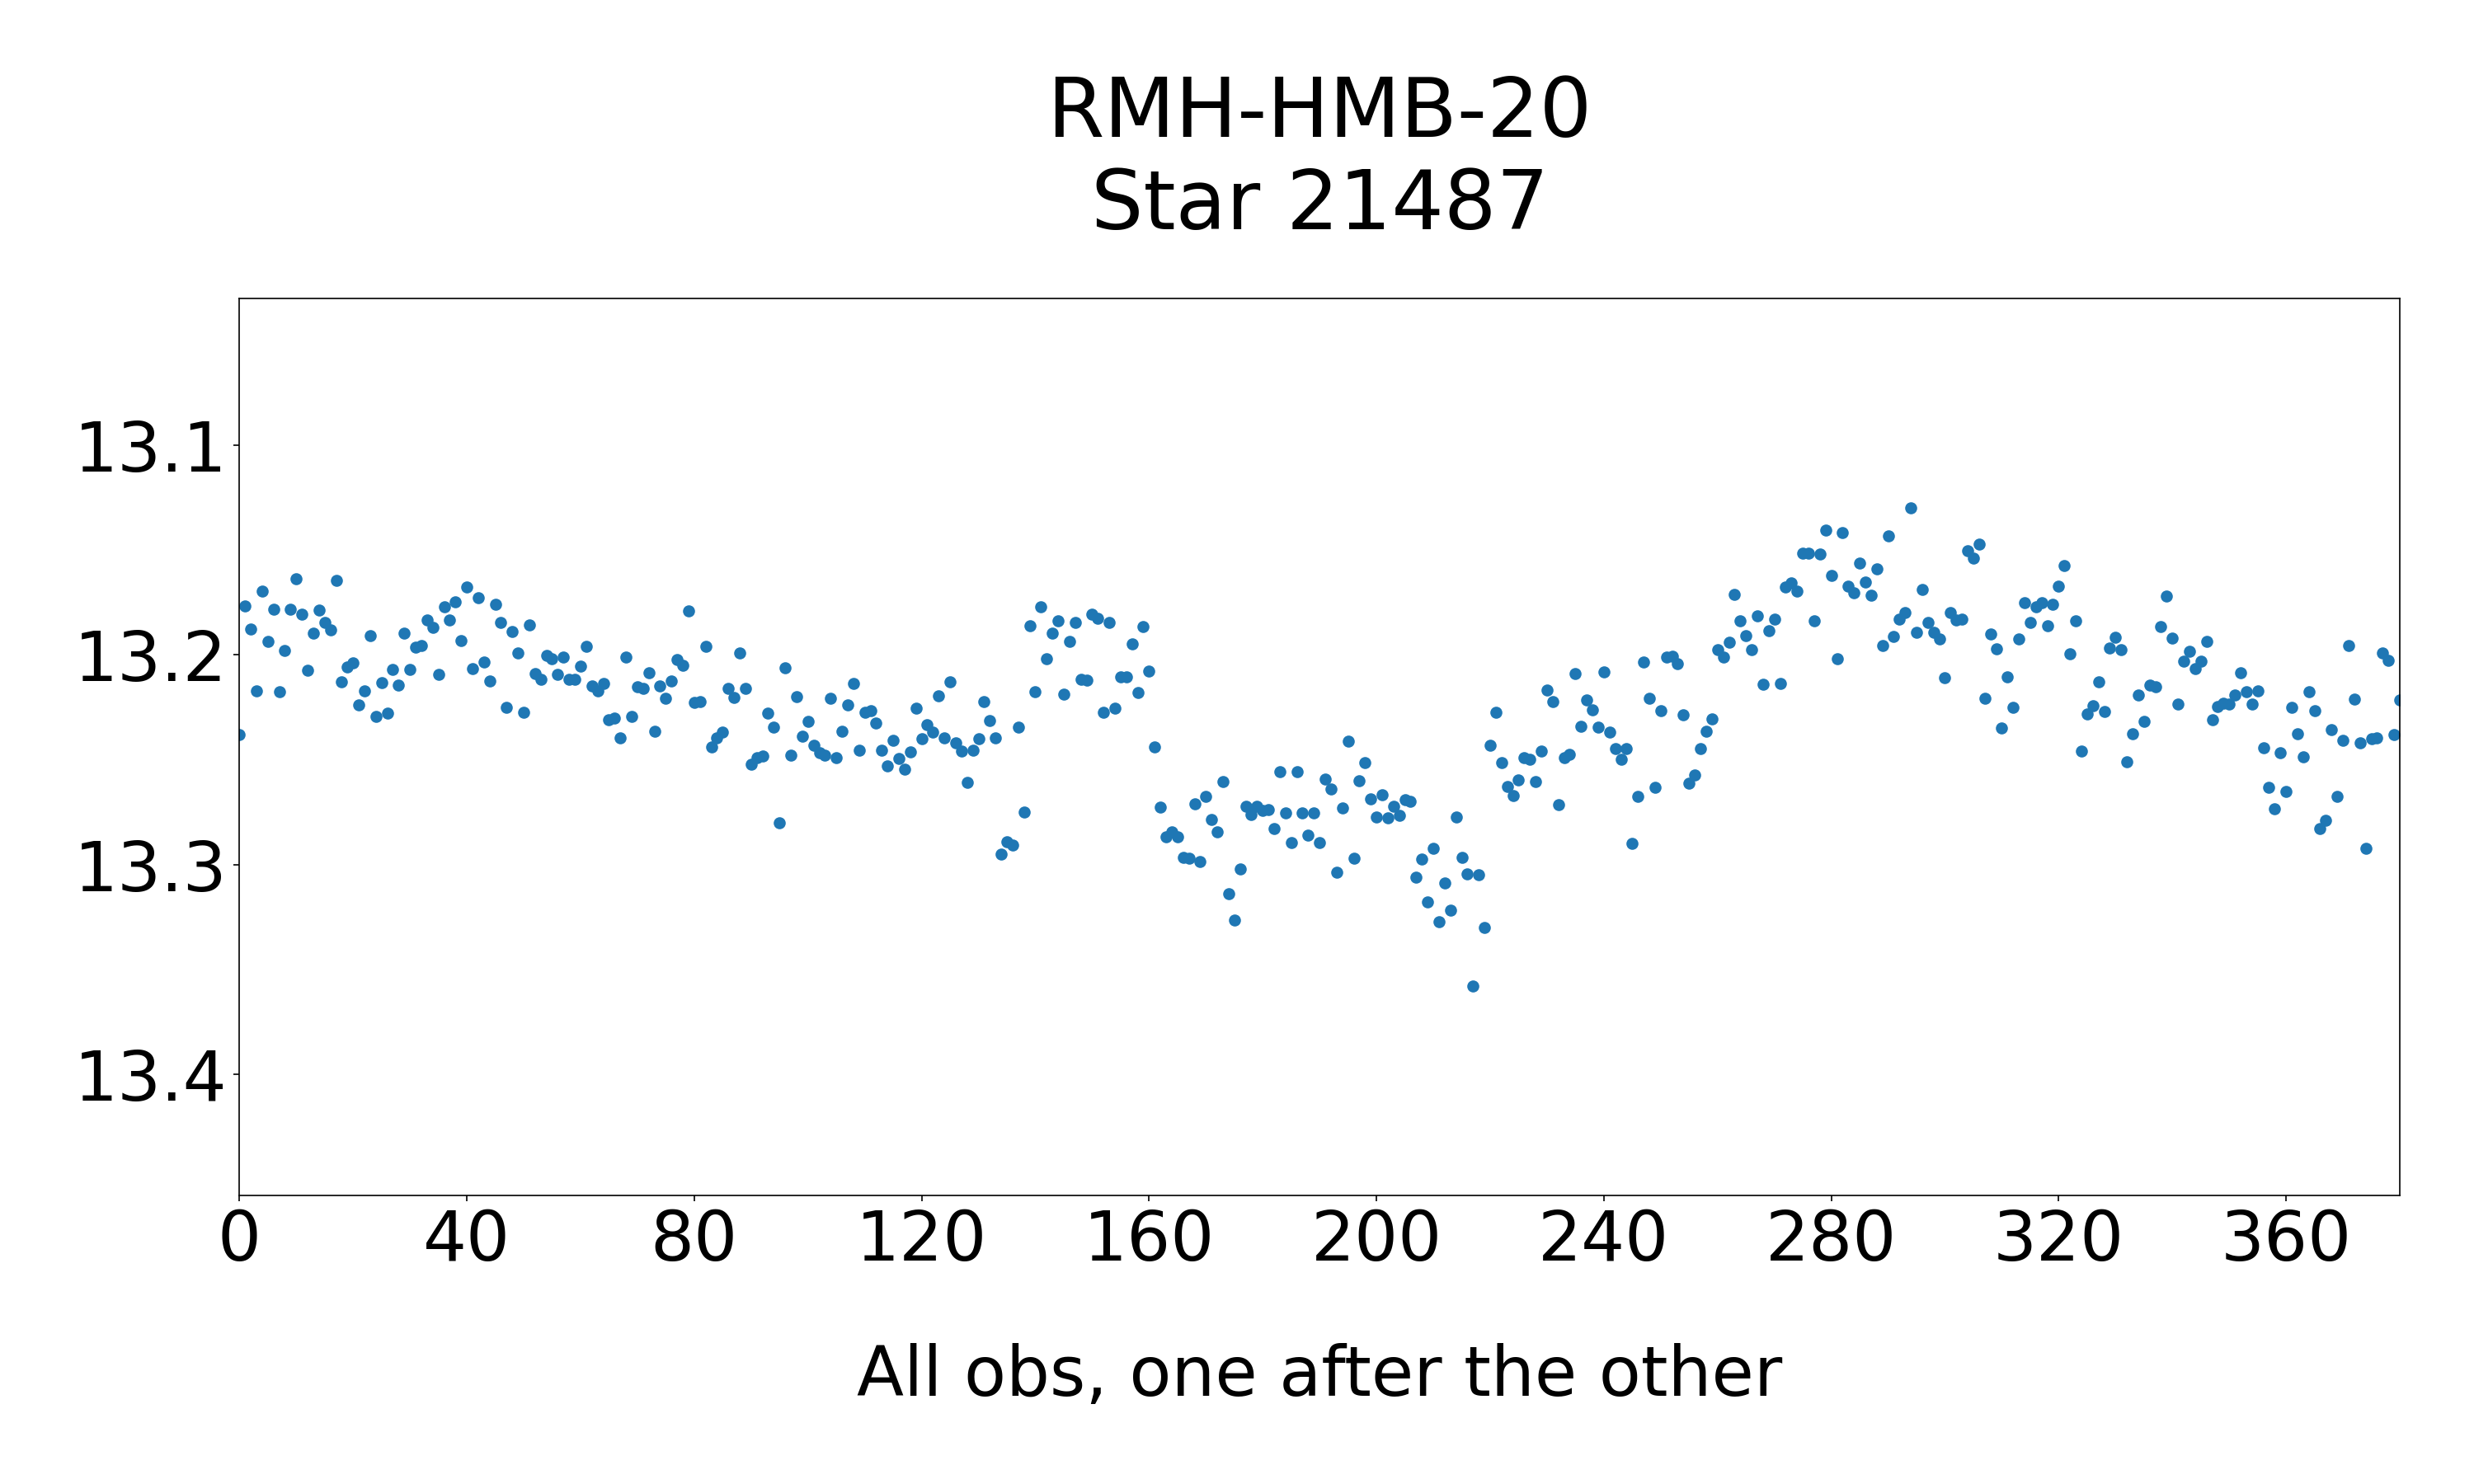 RMH-HMB-20
Star 21487
13.1
13.2
13.3
13.4
0 40 80 120 160 200 240 280 320 360
All obs, one after the other